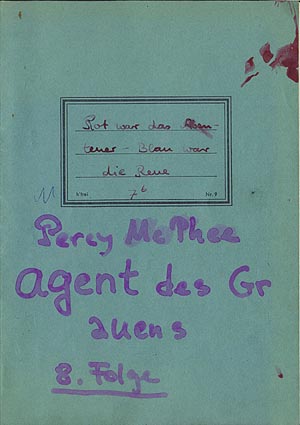 Rot war das Aben-
teuer - Blau war
die Reue
7b
Nr. 9
11
Percy McPhee
Agent des Gr
auens
8. Folge